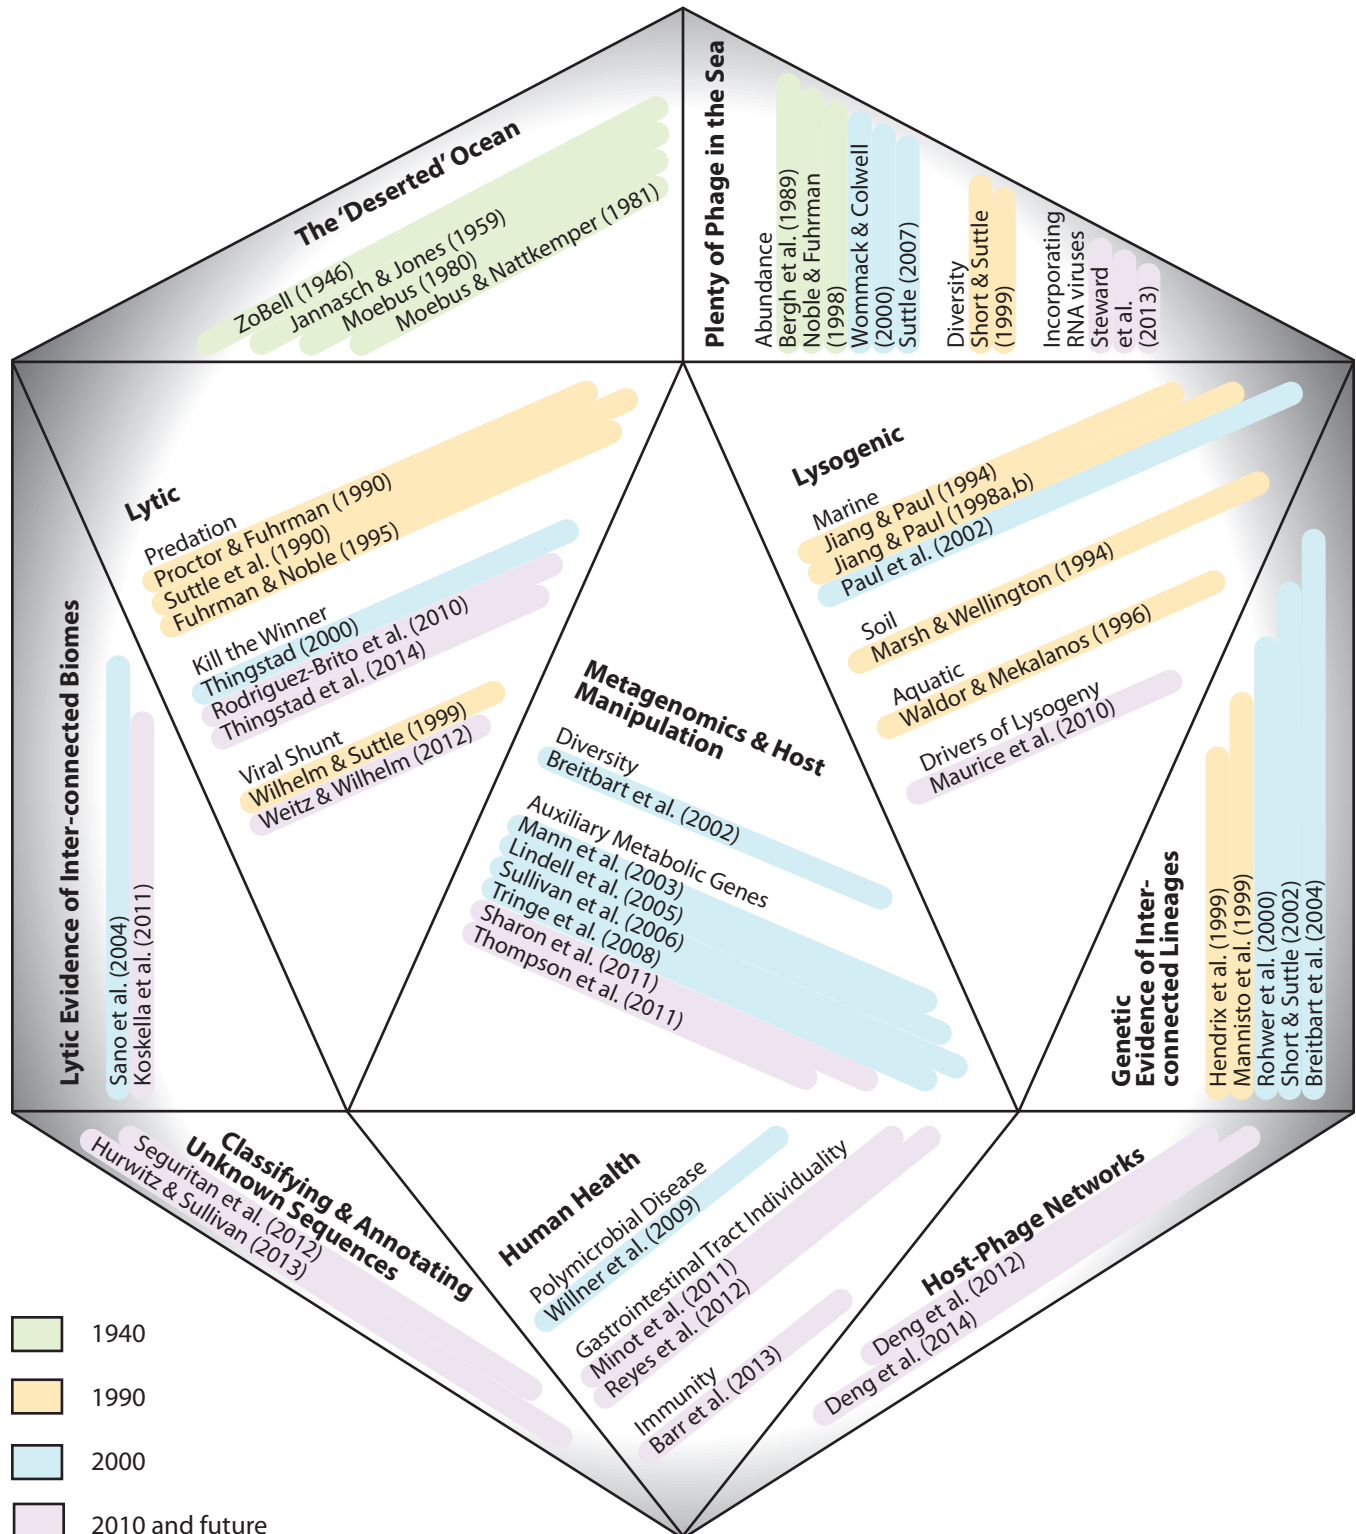 The 'Deserted' Ocean
ZoBell (1946)
Jannasch & Jones (1959)
Moebus (1980)
Moebus & Nattkemper (1981)
Plenty of Phage in the Sea
Abundance
Bergh et al. (1989)
Noble & Fuhrman
(1998)
Wommack & Colwell
(2000)
Suttle (2007)
Diversity
Short & Suttle
(1999)
Incorporating
RNA viruses
Steward
et al.
(2013)
Lytic
Predation
Proctor & Fuhrman (1990)
Suttle et al. (1990)
Fuhrman & Noble (1995)
Kill the Winner
Thingstad (2000)
Rodriguez-Brito et al. (2010)
Thingstad et al. (2014)
Viral Shunt
Wilhelm & Suttle (1999)
Weitz & Wilhelm (2012)
Lysogenic
Marine
Jiang & Paul (1994)
Jiang & Paul (1998a,b)
Paul et al. (2002)
Soil
Marsh & Wellington (1994)
Aquatic
Waldor & Mekalanos (1996)
Drivers of Lysogeny
Maurice et al. (2010)
Lytic Evidence of Inter-connected Biomes
Sano et al. (2004)
Koskella et al. (2011)
Metagenomics & Host
Manipulation
Diversity
Breitbart et al. (2002)
Auxiliary Metabolic Genes
Mann et al. (2003)
Lindell et al. (2005)
Sullivan et al. (2006)
Tringe et al. (2008)
Sharon et al. (2011)
Thompson et al. (2011)
Genetic
Evidence of Inter-
connected Lineages
Hendrix et al. (1999)
Mannisto et al. (1999)
Rohwer et al. (2000)
Short & Suttle (2002)
Breitbart et al. (2004)
Classifying & Annotating
Unknown Sequences
Seguritan et al. (2012)
Hurwitz & Sullivan (2013)
Human Health
Polymicrobial Disease
Willner et al. (2009)
Gastrointestinal Tract Individuality
Minot et al. (2011)
Reyes et al. (2012)
Immunity
Barr et al. (2013)
Host-Phage Networks
Deng et al. (2012)
Deng et al. (2014)
1940
1990
2000
2010 and future